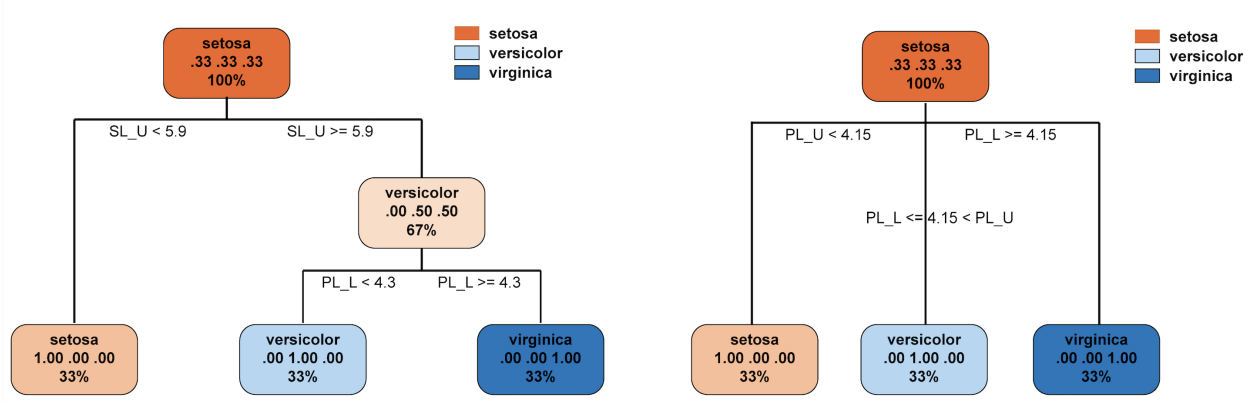 setosa
.33 .33 .33
100%
setosa
versicolor
virginica
SL_U < 5.9
SL_U >= 5.9
versicolor
.00 .50 .50
67%
PL_L < 4.3
PL_L >= 4.3
setosa
1.00 .00 .00
33%
versicolor
.00 1.00 .00
33%
virginica
.00 .00 1.00
33%
setosa
.33 .33 .33
100%
setosa
versicolor
virginica
PL_U < 4.15
PL_L >= 4.15
PL_L <= 4.15 < PL_U
setosa
1.00 .00 .00
33%
versicolor
.00 1.00 .00
33%
virginica
.00 .00 1.00
33%